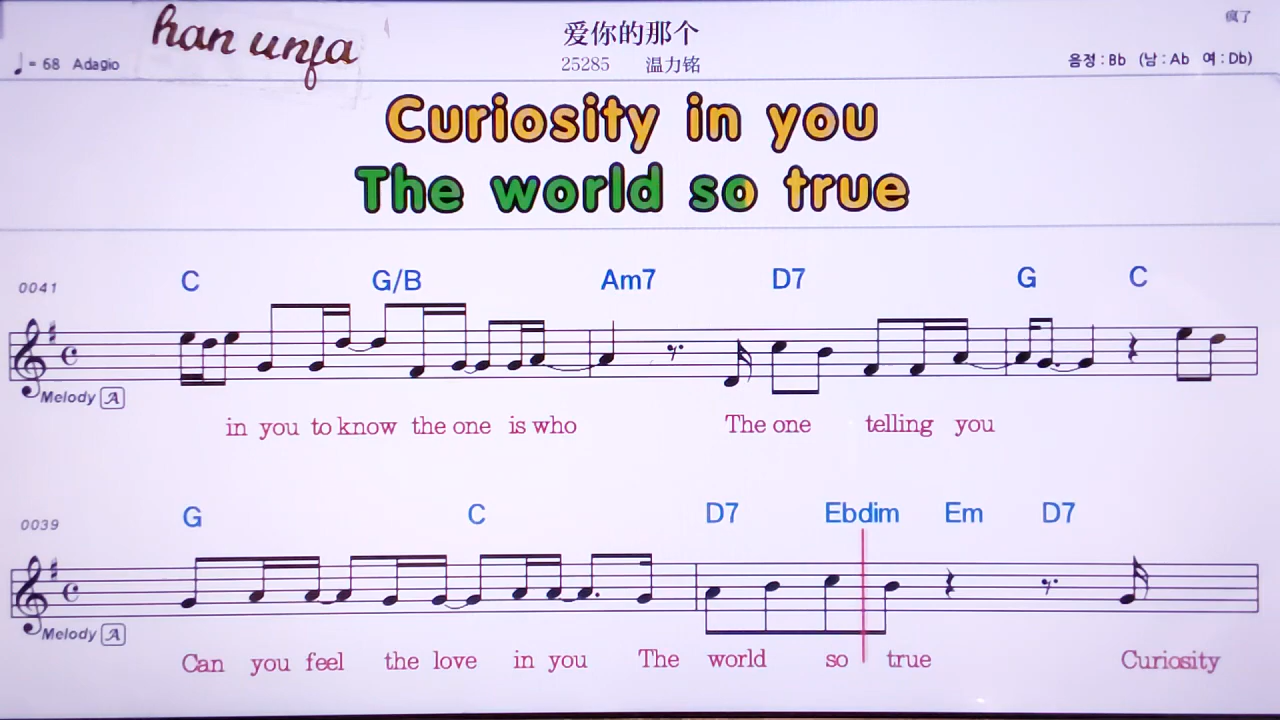 han unfa
爱你的那个
疯了
♩= 68 Adagio
25285 温力铭
음정 : Bb (남 : Ab 여 : Db)
Curiosity in you
The world so true
0041
C G/B Am7 D7 G C
Melody A
in you to know the one is who The one telling you
0039
G C D7 Ebdim Em D7
Melody A
Can you feel the love in you The world so true Curiosity